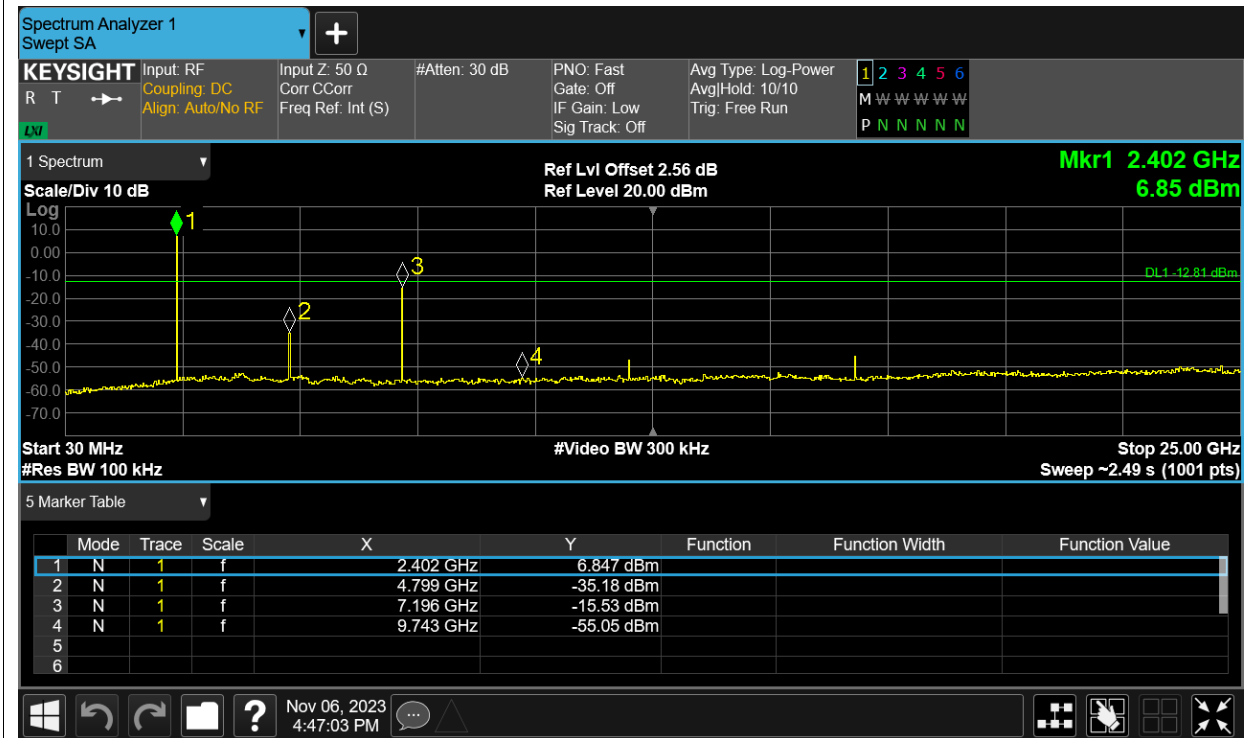 Spectrum Analyzer 1
Swept SA
KEYSIGHT
R T
LXI
Input: RF
Coupling: DC
Align: Auto/No RF
Input Z: 50 Ω
Corr CCorr
Freq Ref: Int (S)
#Atten: 30 dB
PNO: Fast
Gate: Off
IF Gain: Low
Sig Track: Off
Avg Type: Log-Power
Avg|Hold: 10/10
Trig: Free Run
1 2 3 4 5 6
M W W W W W
P N N N N N
1 Spectrum
Scale/Div 10 dB
Ref Lvl Offset 2.56 dB
Ref Level 20.00 dBm
Mkr1 2.402 GHz
6.85 dBm
Log
10.0
0.00
-10.0
-20.0
-30.0
-40.0
-50.0
-60.0
-70.0
1
2
3
4
DL1 -12.81 dBm
Start 30 MHz
#Res BW 100 kHz
#Video BW 300 kHz
Stop 25.00 GHz
Sweep ~2.49 s (1001 pts)
5 Marker Table
Mode Trace Scale X Y Function Function Width Function Value
1 N 1 f 2.402 GHz 6.847 dBm
2 N 1 f 4.799 GHz -35.18 dBm
3 N 1 f 7.196 GHz -15.53 dBm
4 N 1 f 9.743 GHz -55.05 dBm
5
6
?
Nov 06, 2023
4:47:03 PM